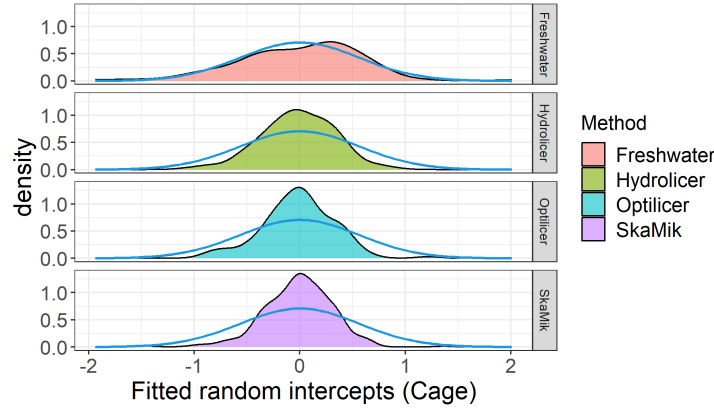 density
1.0
0.5
0.0
Freshwater
1.0
0.5
0.0
Hydrolicer
1.0
0.5
0.0
Optilicer
1.0
0.5
0.0
SkaMik
-2 -1 0 1 2
Fitted random intercepts (Cage)
Method
Freshwater
Hydrolicer
Optilicer
SkaMik